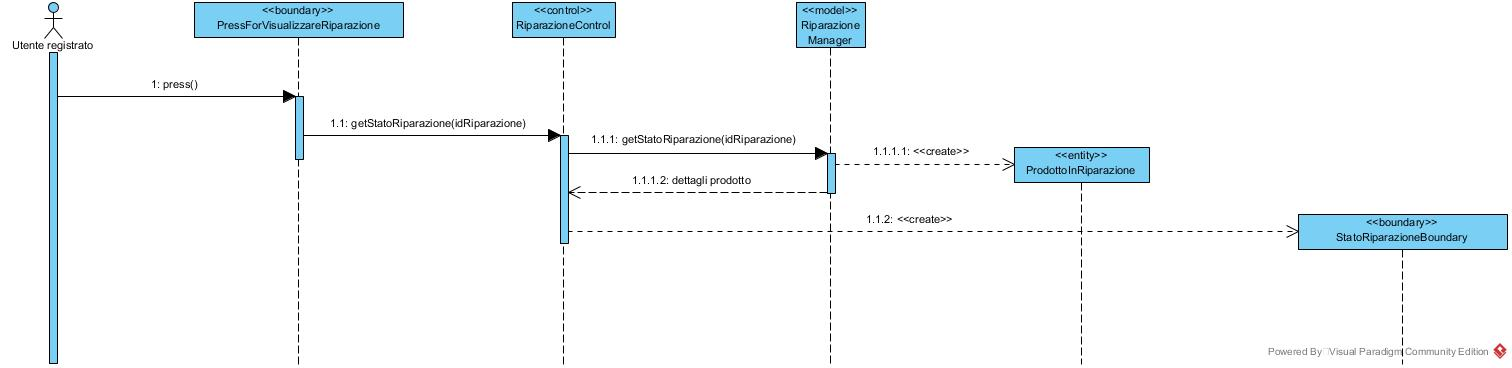 <<boundary>>
PressForVisualizzareRiparazione
<<control>>
RiparazioneControl
<<model>>
Riparazione
Manager
Utente registrato
1: press()
1.1: getStatoRiparazione(idRiparazione)
1.1.1: getStatoRiparazione(idRiparazione)
1.1.1.1: <<create>>
<<entity>>
ProdottoInRiparazione
1.1.1.2: dettagli prodotto
1.1.2: <<create>>
<<boundary>>
StatoRiparazioneBoundary
Powered By Visual Paradigm Community Edition